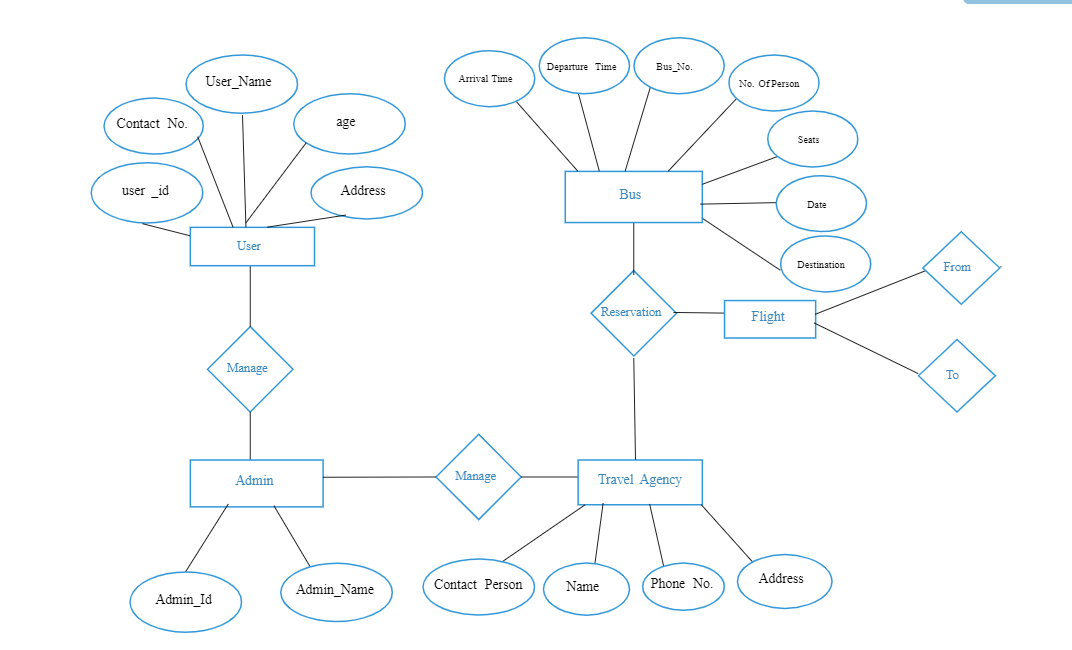 User_Name
Contact No.
age
user _id
Address
User
Arrival Time
Departure Time
Bus_No.
No. Of Person
Seats
Date
Destination
Bus
From
Reservation
Flight
To
Manage
Admin
Manage
Travel Agency
Admin_Id
Admin_Name
Contact Person
Name
Phone No.
Address